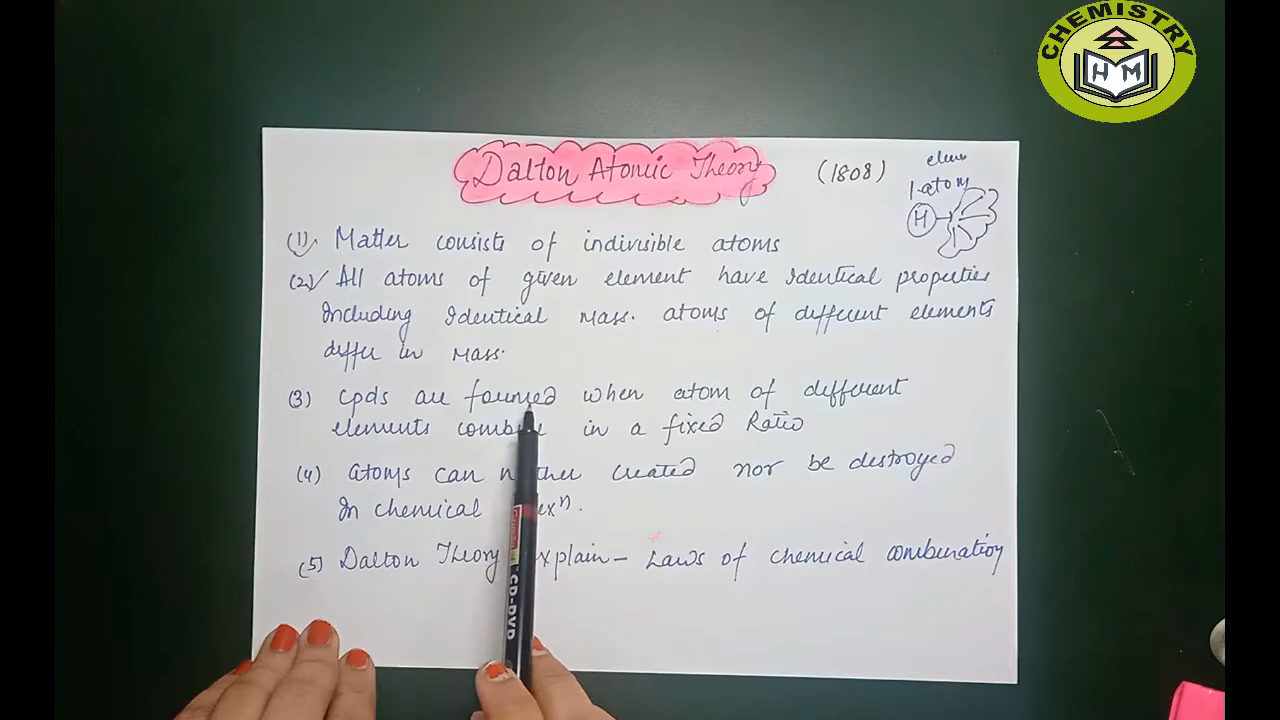 CHEMISTRY
H M
Dalton Atomic Theory (1808)
1 atom
H
(1) Matter consists of indivisible atoms
(2) All atoms of given element have Identical properties
Including Identical Mass. atoms of different elements
differ in Mass.
(3) Cpds are formed when atom of different
elements in a fixed Ratio
(4) atoms can created nor be destroyed
In chemical
(5) Dalton Theory explain - Laws of chemical combination
CD-DVD